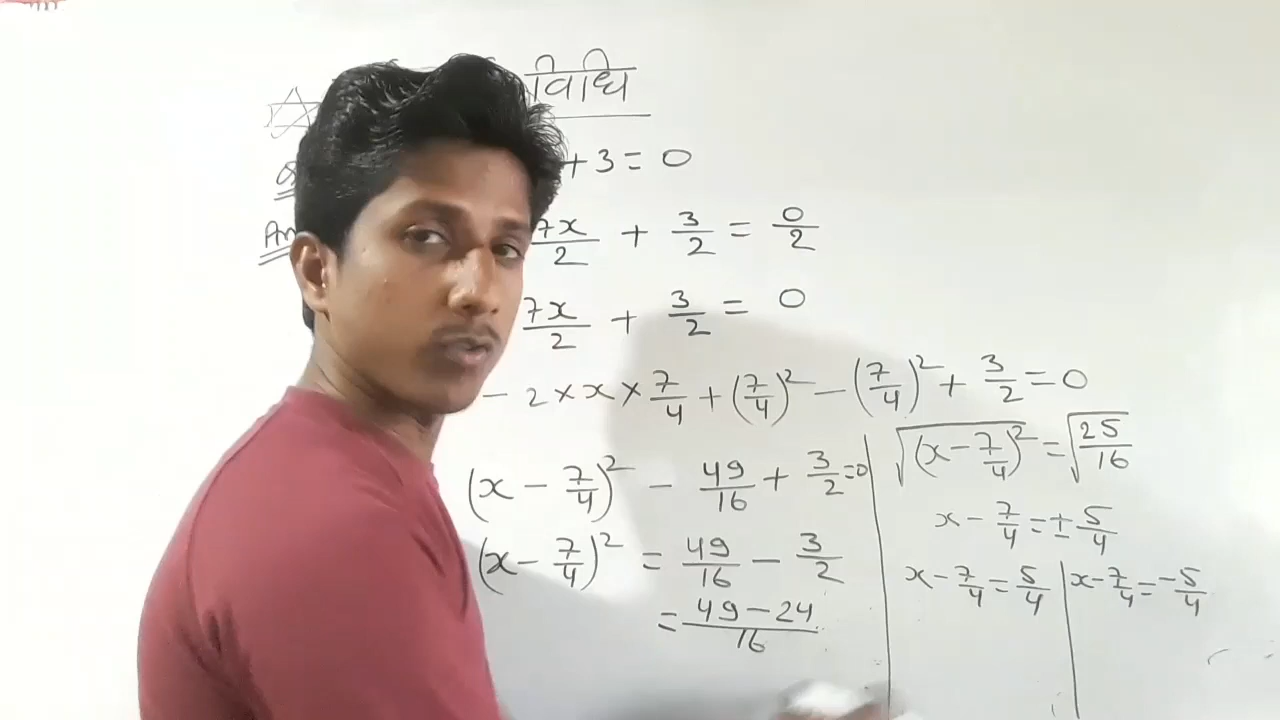 विधि
+ 3 = 0
An
7x/2 + 3/2 = 0/2
7x/2 + 3/2 = 0
- 2 × x × 7/4 + (7/4)² - (7/4)² + 3/2 = 0
(x - 7/4)² - 49/16 + 3/2 = 0
(x - 7/4)² = 49/16 - 3/2
= 49 - 24/16
√(x - 7/4)² = √25/16
x - 7/4 = ± 5/4
x - 7/4 = 5/4
x - 7/4 = -5/4